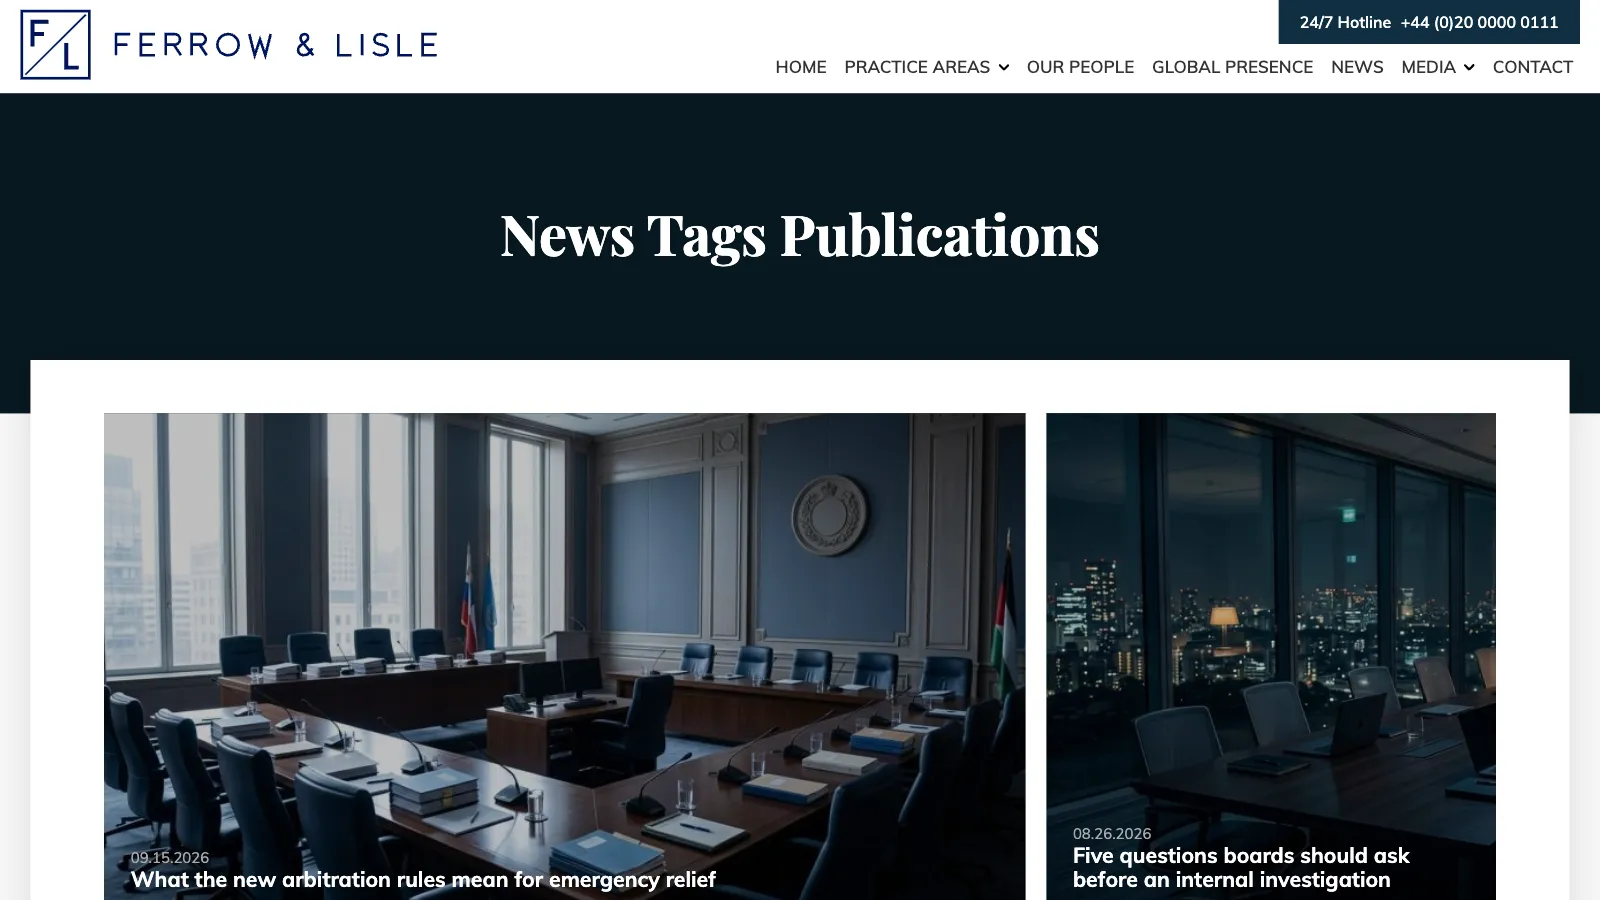 F
L
FERROW & LISLE
24/7 Hotline +44 (0)20 0000 0111
HOME PRACTICE AREAS OUR PEOPLE GLOBAL PRESENCE NEWS MEDIA CONTACT
News Tags Publications
09.15.2026
What the new arbitration rules mean for emergency relief
08.26.2026
Five questions boards should ask
before an internal investigation